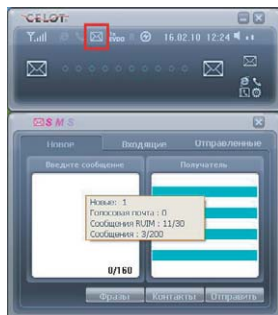 CELOT
EVDO 16.02.10 12:24
SMS
Новое Входящие Отправленные
Введите сообщение Получатель
Новые: 1
Голосовая почта : 0
Сообщения RUIM : 11/30
Сообщения : 3/200
0/160
Фразы Контакты Отправить